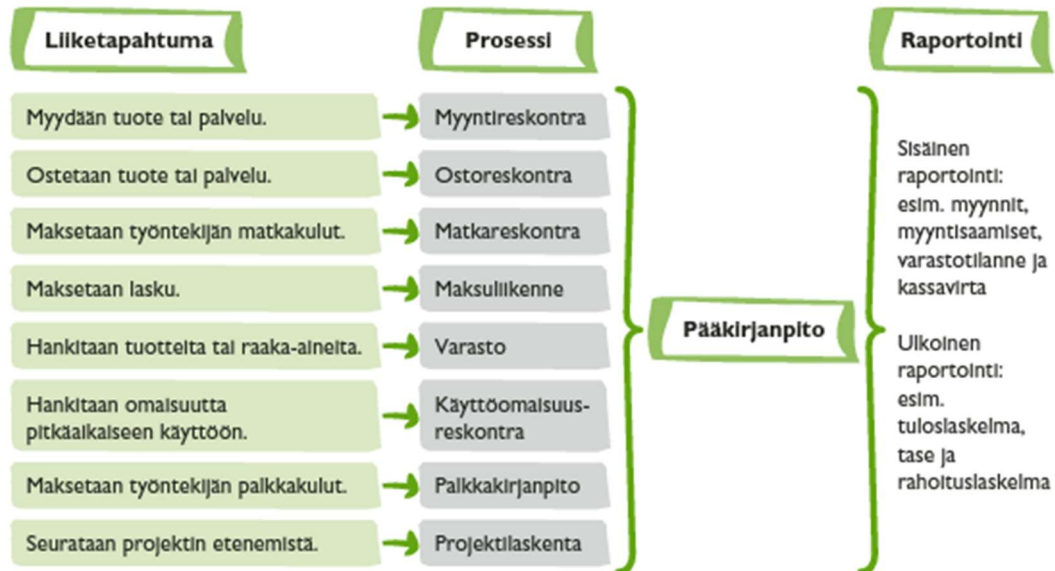 Liiketapahtuma
Prosessi
Raportointi
Myydään tuote tai palvelu.
Myyntireskontra
Ostetaan tuote tai palvelu.
Ostoreskontra
Maksetaan työntekijän matkakulut.
Matkareskontra
Maksetaan lasku.
Maksuliikenne
Hankitaan tuotteita tai raaka-aineita.
Varasto
Hankitaan omaisuutta
pitkäaikaiseen käyttöön.
Käyttöomaisuus-
reskontra
Maksetaan työntekijän palkkakulut.
Palkkakirjanpito
Seurataan projektin etenemistä.
Projektilaskenta
Pääkirjanpito
Sisäinen
raportointi:
esim. myynnit,
myyntisaamiset,
varastotilanne ja
kassavirta
Ulkoinen
raportointi:
esim.
tuloslaskelma,
tase ja
rahoituslaskelma